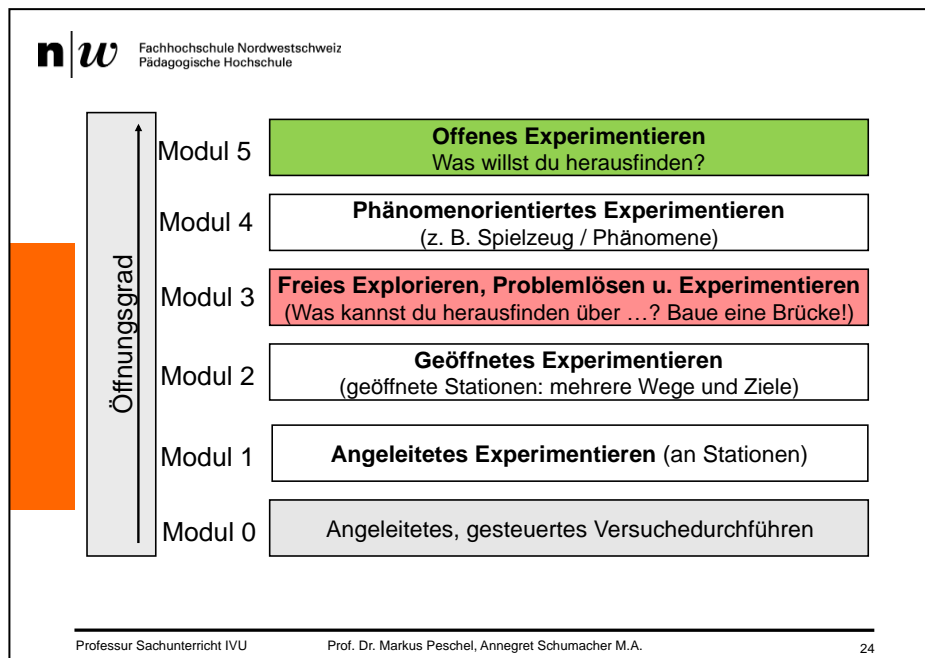 n|w Fachhochschule Nordwestschweiz
Pädagogische Hochschule
Öffnungsgrad
Modul 5
Offenes Experimentieren
Was willst du herausfinden?
Modul 4
Phänomenorientiertes Experimentieren
(z. B. Spielzeug / Phänomene)
Modul 3
Freies Explorieren, Problemlösen u. Experimentieren
(Was kannst du herausfinden über …? Baue eine Brücke!)
Modul 2
Geöffnetes Experimentieren
(geöffnete Stationen: mehrere Wege und Ziele)
Modul 1
Angeleitetes Experimentieren (an Stationen)
Modul 0
Angeleitetes, gesteuertes Versuchedurchführen
Professur Sachunterricht IVU Prof. Dr. Markus Peschel, Annegret Schumacher M.A. 24